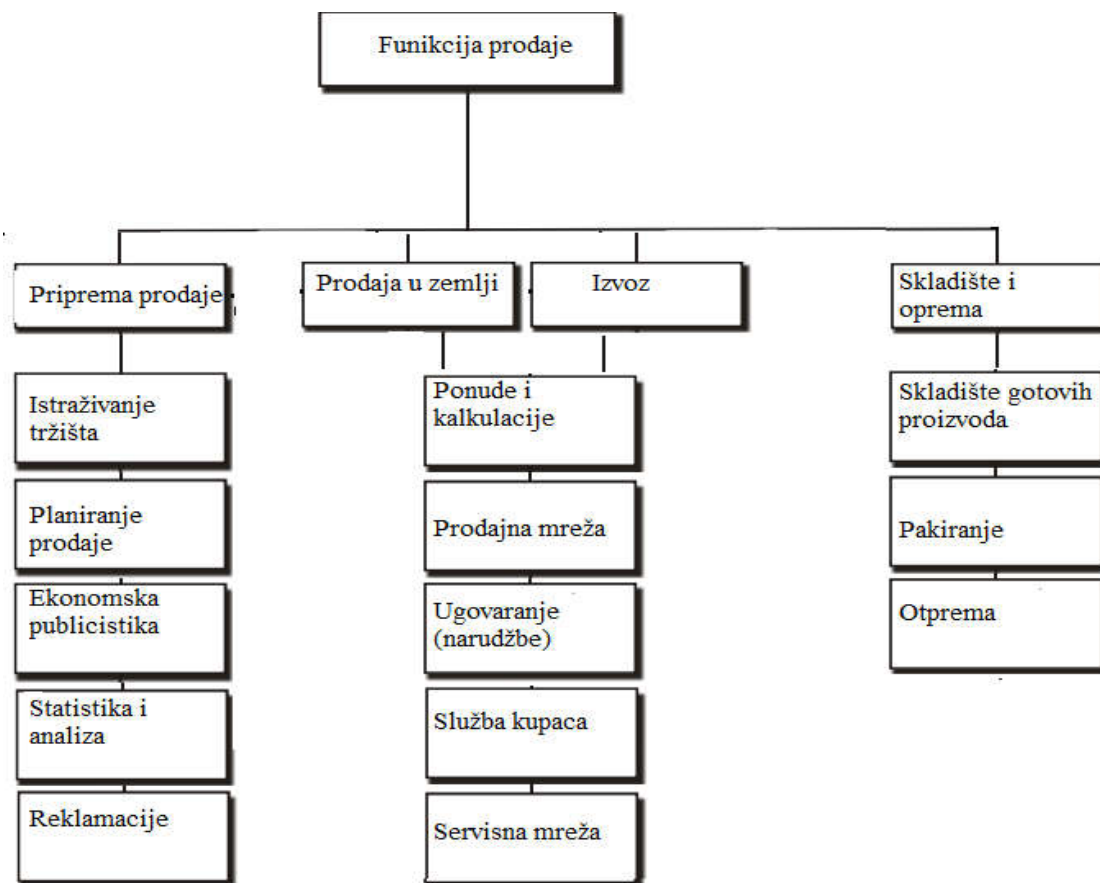 Funikcija prodaje
Priprema prodaje
Prodaja u zemlji
Izvoz
Skladište i
oprema
Istraživanje
tržišta
Planiranje
prodaje
Ekonomska
publicistika
Statistika i
analiza
Reklamacije
Ponude i
kalkulacije
Prodajna mreža
Ugovaranje
(narudžbe)
Služba kupaca
Servisna mreža
Skladište gotovih
proizvoda
Pakiranje
Otprema